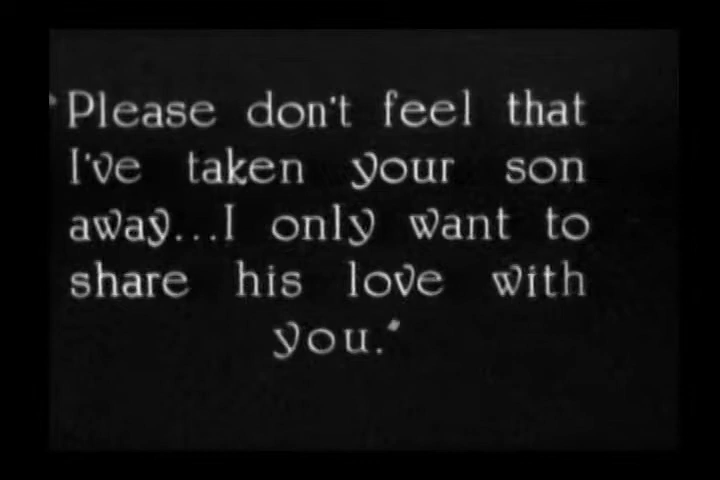 "Please don't feel that
I've taken your son
away...I only want to
share his love with
you."